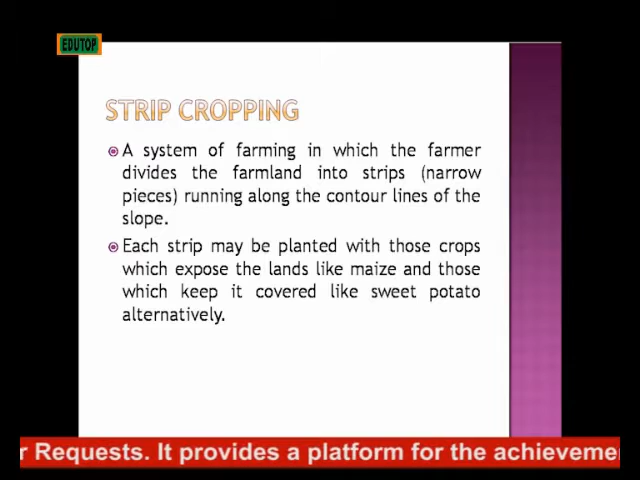 EDUTOP
STRIP CROPPING
A system of farming in which the farmer
divides the farmland into strips (narrow
pieces) running along the contour lines of the
slope.
Each strip may be planted with those crops
which expose the lands like maize and those
which keep it covered like sweet potato
alternatively.
r Requests. It provides a platform for the achieveme